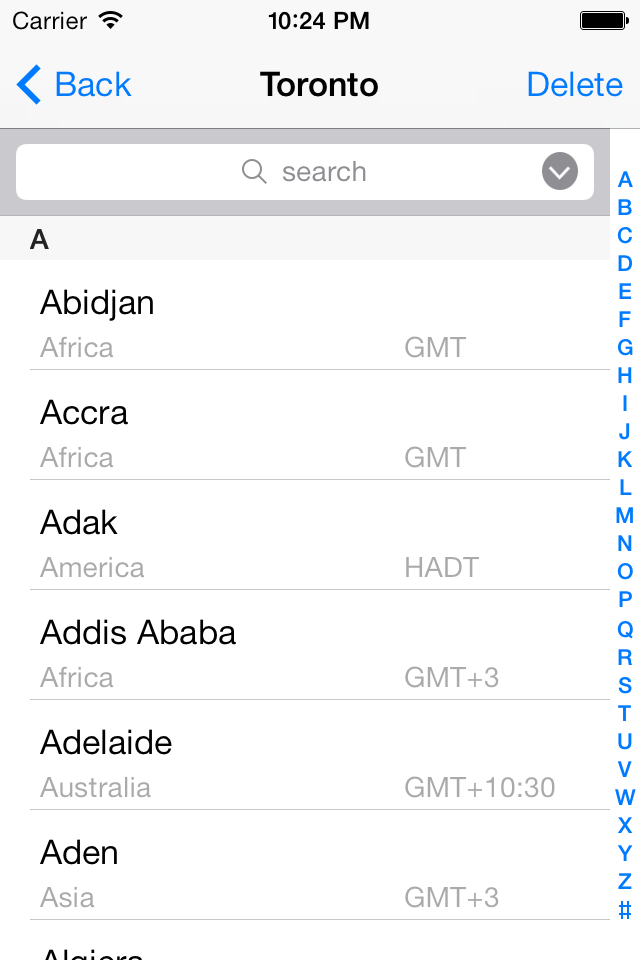 Carrier 10:24 PM
Back Toronto Delete
search
A
Abidjan
Africa GMT
Accra
Africa GMT
Adak
America HADT
Addis Ababa
Africa GMT+3
Adelaide
Australia GMT+10:30
Aden
Asia GMT+3
A
B
C
D
E
F
G
H
I
J
K
L
M
N
O
P
Q
R
S
T
U
V
W
X
Y
Z
#